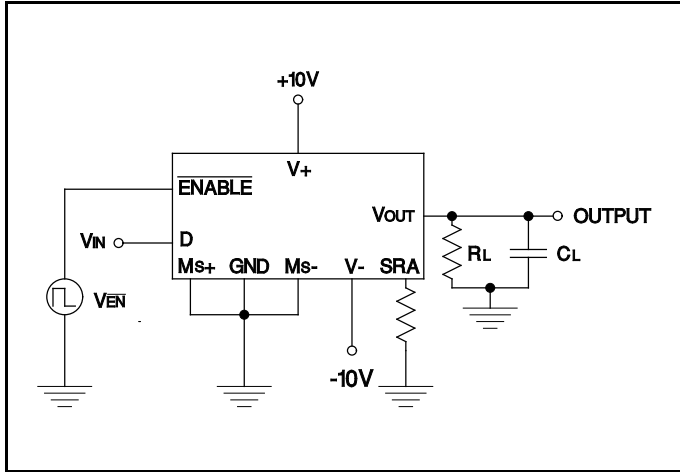 +10V
V+
ENABLE
VOUT
OUTPUT
VIN
D
RL
CL
MS+ GND MS- V- SRA
VEN
-10V